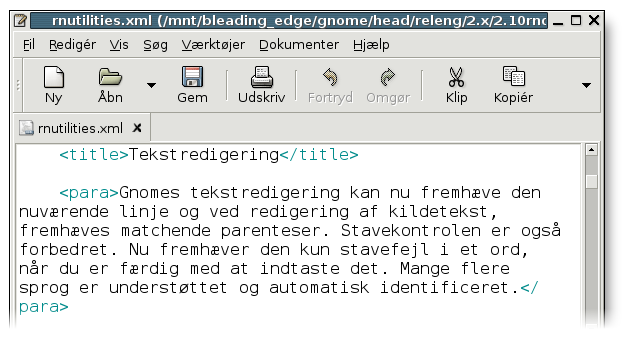 rnutilities.xml (/mnt/bleading_edge/gnome/head/releng/2.x/2.10rno
Fil Redigér Vis Søg Værktøjer Dokumenter Hjælp
Ny Åbn Gem Udskriv Fortryd Omgør Klip Kopiér
rnutilities.xml
<title>Tekstredigering</title>
<para>Gnomes tekstredigering kan nu fremhæve den
nuværende linje og ved redigering af kildetekst,
fremhæves matchende parenteser. Stavekontrolen er også
forbedret. Nu fremhæver den kun stavefejl i et ord,
når du er færdig med at indtaste det. Mange flere
sprog er understøttet og automatisk identificeret.</
para>